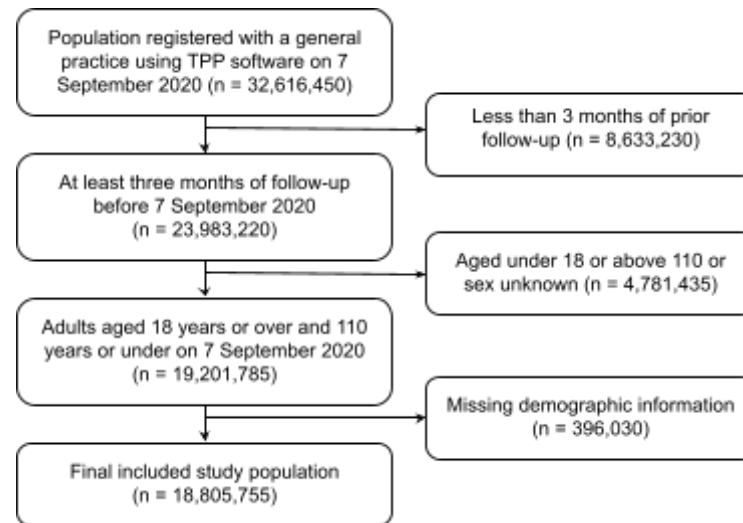 Population registered with a general
practice using TPP software on 7
September 2020 (n = 32,616,450)
Less than 3 months of prior
follow-up (n = 8,633,230)
At least three months of follow-up
before 7 September 2020
(n = 23,983,220)
Aged under 18 or above 110 or
sex unknown (n = 4,781,435)
Adults aged 18 years or over and 110
years or under on 7 September 2020
(n = 19,201,785)
Missing demographic information
(n = 396,030)
Final included study population
(n = 18,805,755)